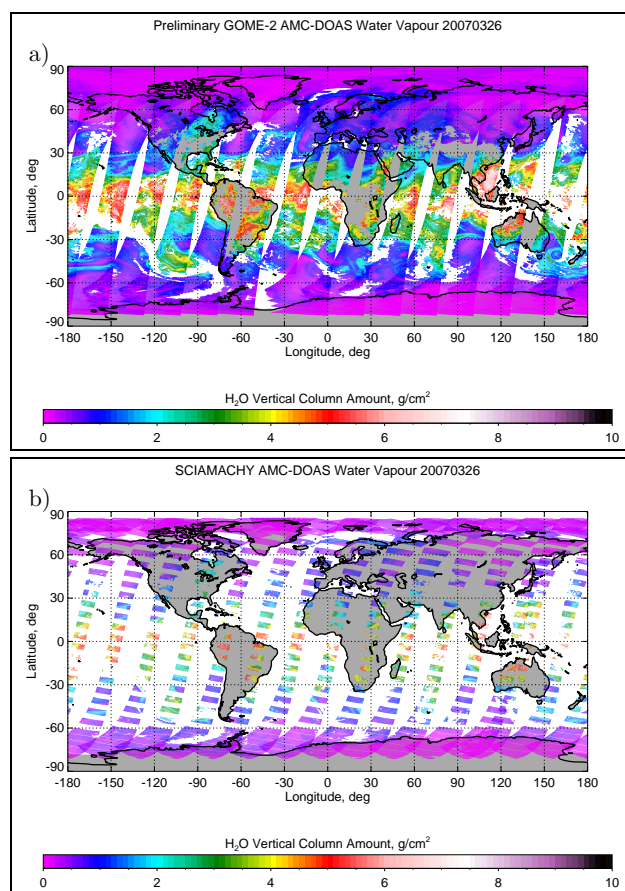 Preliminary GOME-2 AMC-DOAS Water Vapour 20070326
a)
90
60
30
0
-30
-60
-90
Latitude, deg
-180 -150 -120 -90 -60 -30 0 30 60 90 120 150 180
Longitude, deg
H2O Vertical Column Amount, g/cm2
0 2 4 6 8 10
SCIAMACHY AMC-DOAS Water Vapour 20070326
b)
90
60
30
0
-30
-60
-90
Latitude, deg
-180 -150 -120 -90 -60 -30 0 30 60 90 120 150 180
Longitude, deg
H2O Vertical Column Amount, g/cm2
0 2 4 6 8 10